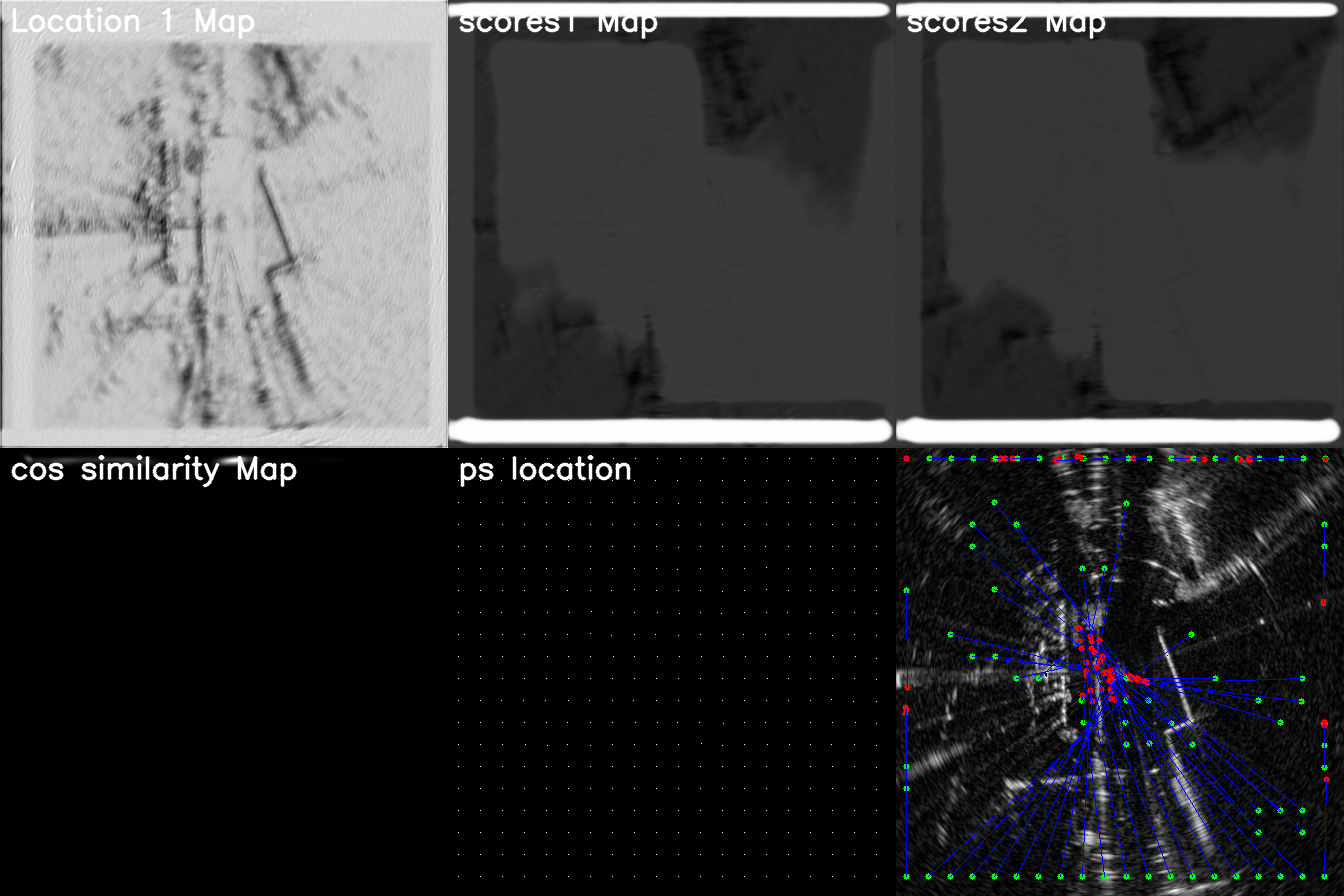 Location 1 Map
scores1 Map
scores2 Map
cos similarity Map
ps location